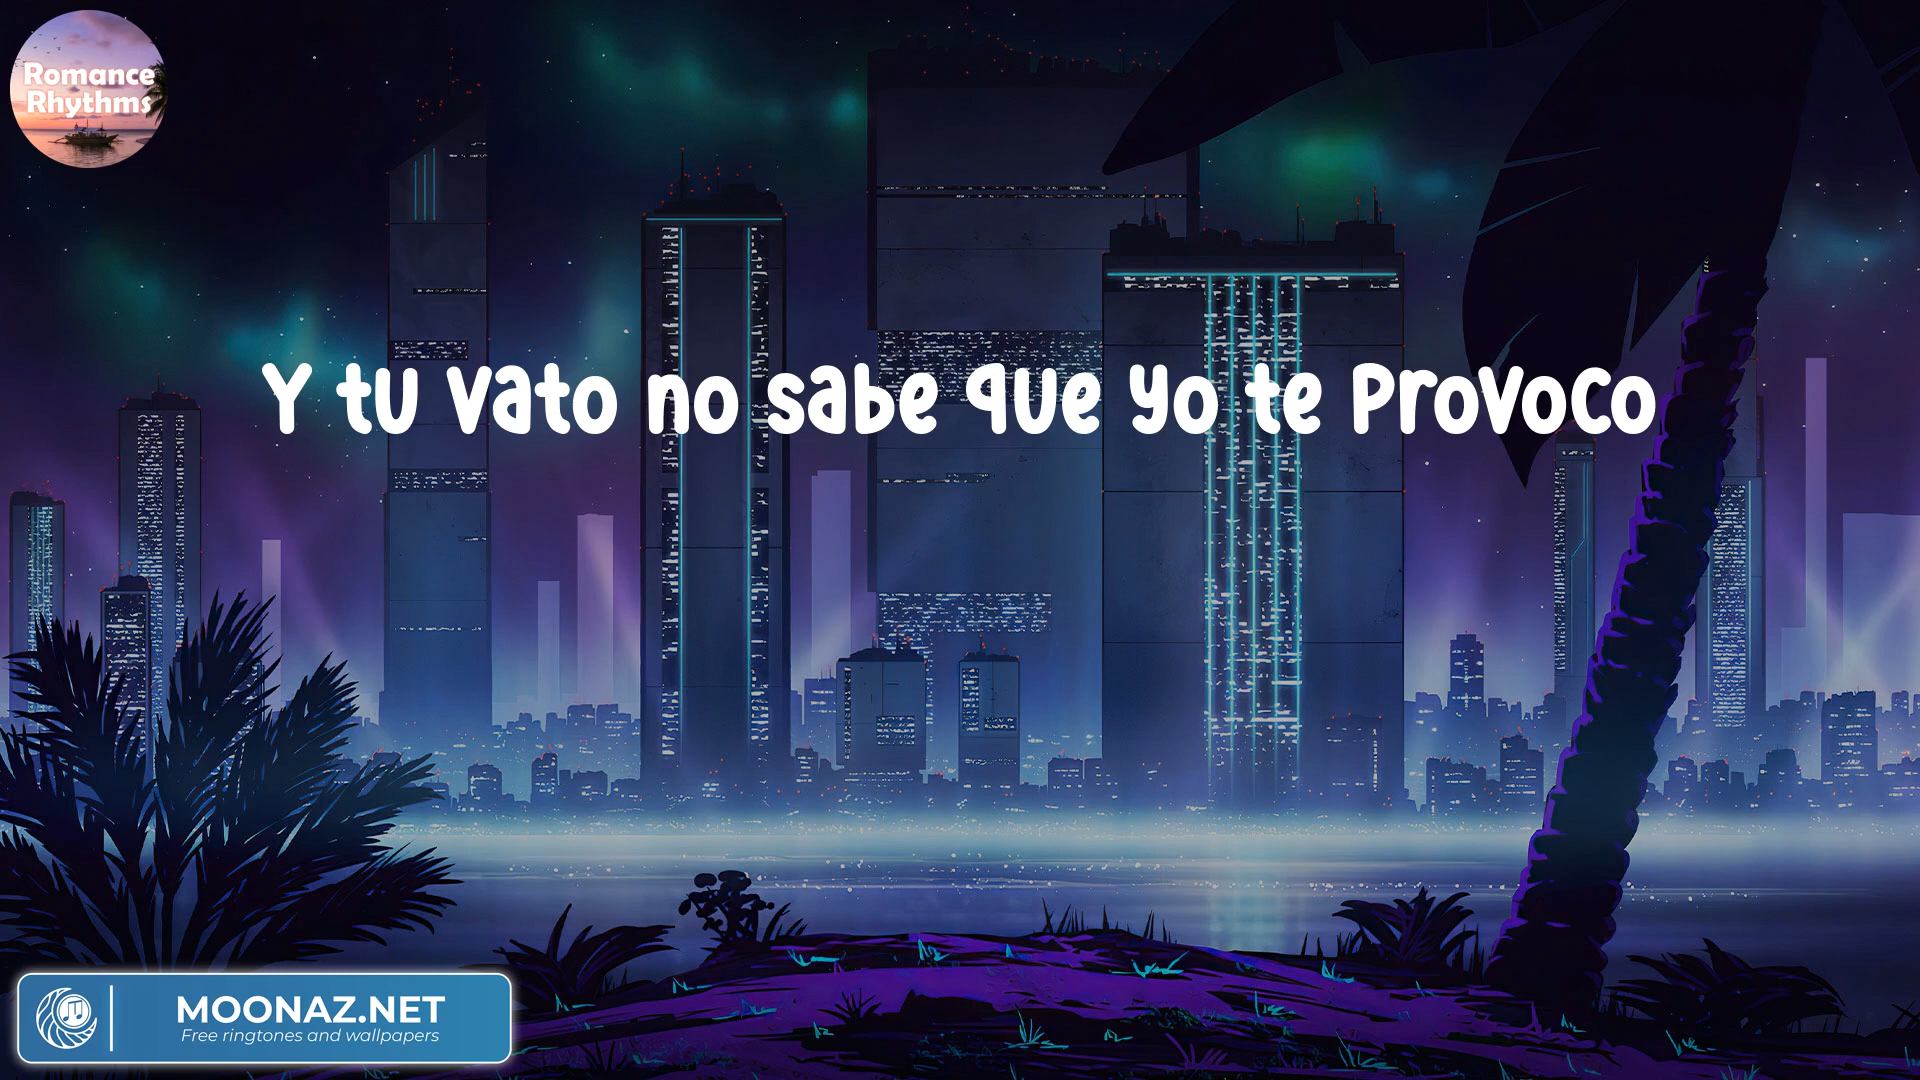 Romance
Rhythms
Y tu vato no sabe que yo te provoco
MOONAZ.NET
Free ringtones and wallpapers